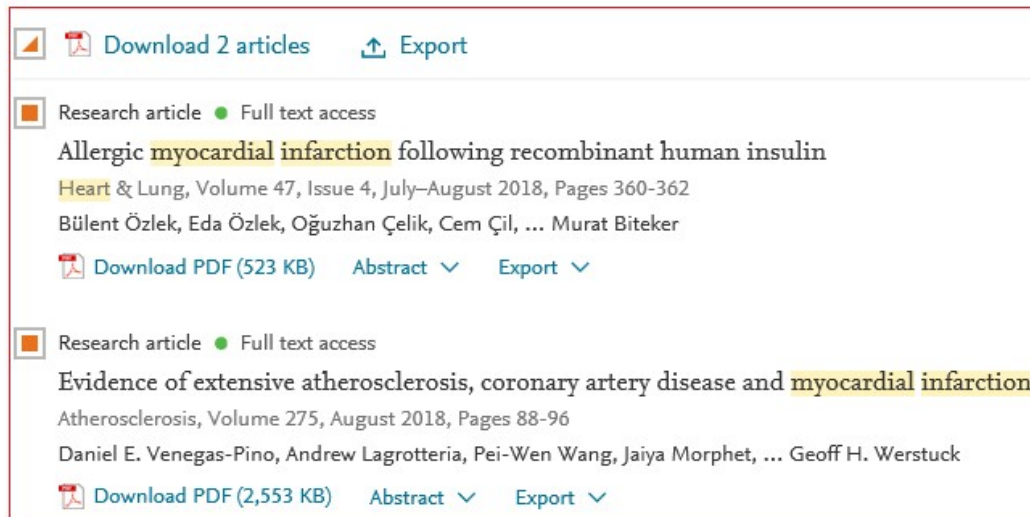 Download 2 articles Export
Research article Full text access
Allergic myocardial infarction following recombinant human insulin
Heart & Lung, Volume 47, Issue 4, July–August 2018, Pages 360-362
Bülent Özlek, Eda Özlek, Oğuzhan Çelik, Cem Çil, ... Murat Biteker
Download PDF (523 KB) Abstract Export
Research article Full text access
Evidence of extensive atherosclerosis, coronary artery disease and myocardial infarction
Atherosclerosis, Volume 275, August 2018, Pages 88-96
Daniel E. Venegas-Pino, Andrew Lagrotteria, Pei-Wen Wang, Jaiya Morphet, ... Geoff H. Werstuck
Download PDF (2,553 KB) Abstract Export